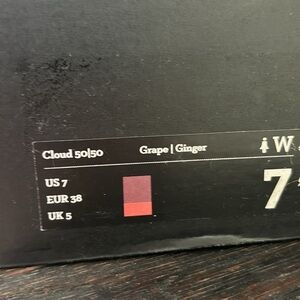 Cloud 50|50 Grape | Ginger W
US 7
EUR 38
UK 5
7